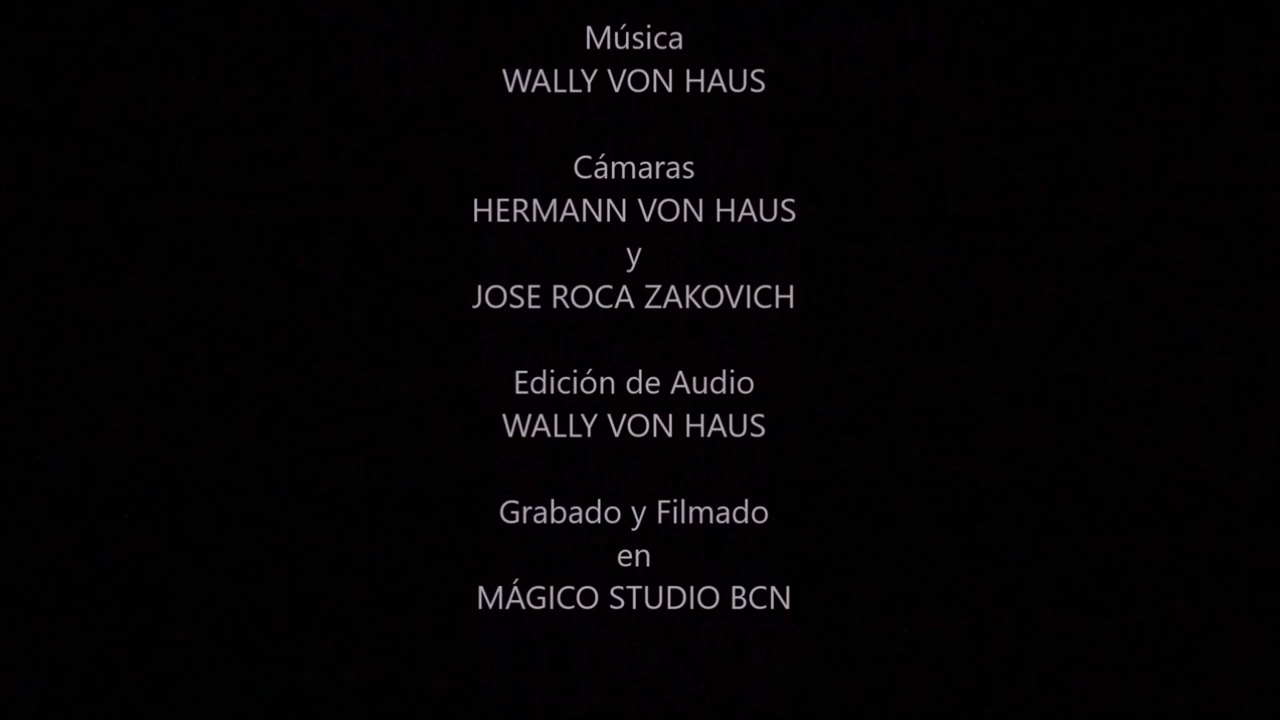 Música
WALLY VON HAUS
Cámaras
HERMANN VON HAUS
y
JOSE ROCA ZAKOVICH
Edición de Audio
WALLY VON HAUS
Grabado y Filmado
en
MÁGICO STUDIO BCN